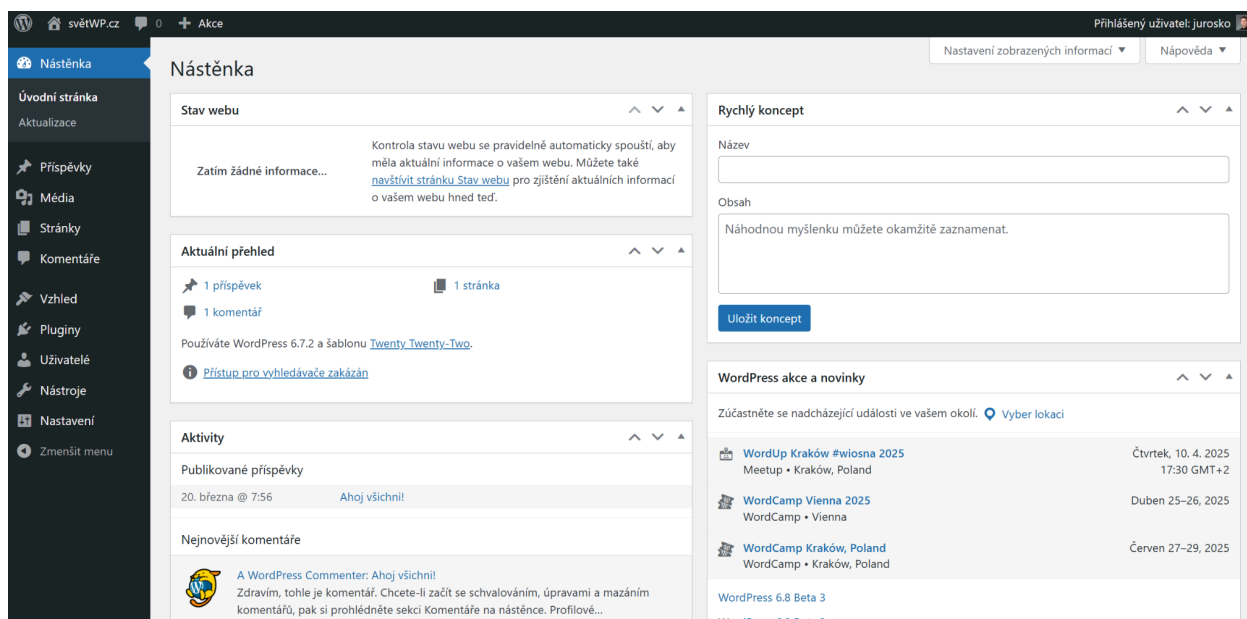 světWP.cz 0 Akce Přihlášený uživatel: jurosko
Nastavení zobrazených informací Nápověda
Nástěnka
Úvodní stránka
Aktualizace
Příspěvky
Média
Stránky
Komentáře
Vzhled
Pluginy
Uživatelé
Nástroje
Nastavení
Zmenšit menu
Nástěnka
Stav webu
Zatím žádné informace...
Kontrola stavu webu se pravidelně automaticky spouští, aby
měla aktuální informace o vašem webu. Můžete také
navštívit stránku Stav webu pro zjištění aktuálních informací
o vašem webu hned teď.
Aktuální přehled
1 příspěvek 1 stránka
1 komentář
Používáte WordPress 6.7.2 a šablonu Twenty Twenty-Two.
Přístup pro vyhledávače zakázán
Aktivity
Publikované příspěvky
20. března @ 7:56 Ahoj všichni!
Nejnovější komentáře
A WordPress Commenter: Ahoj všichni!
Zdravím, tohle je komentář. Chcete-li začít se schvalováním, úpravami a mazáním
komentářů, pak si prohlédněte sekci Komentáře na nástěnce. Profilové...
Rychlý koncept
Název
Obsah
Náhodnou myšlenku můžete okamžitě zaznamenat.
Uložit koncept
WordPress akce a novinky
Zúčastněte se nadcházející události ve vašem okolí. Vyber lokaci
WordUp Kraków #wiosna 2025 Čtvrtek, 10. 4. 2025
Meetup • Kraków, Poland 17:30 GMT+2
WordCamp Vienna 2025 Duben 25–26, 2025
WordCamp • Vienna
WordCamp Kraków, Poland Červen 27–29, 2025
WordCamp • Kraków, Poland
WordPress 6.8 Beta 3